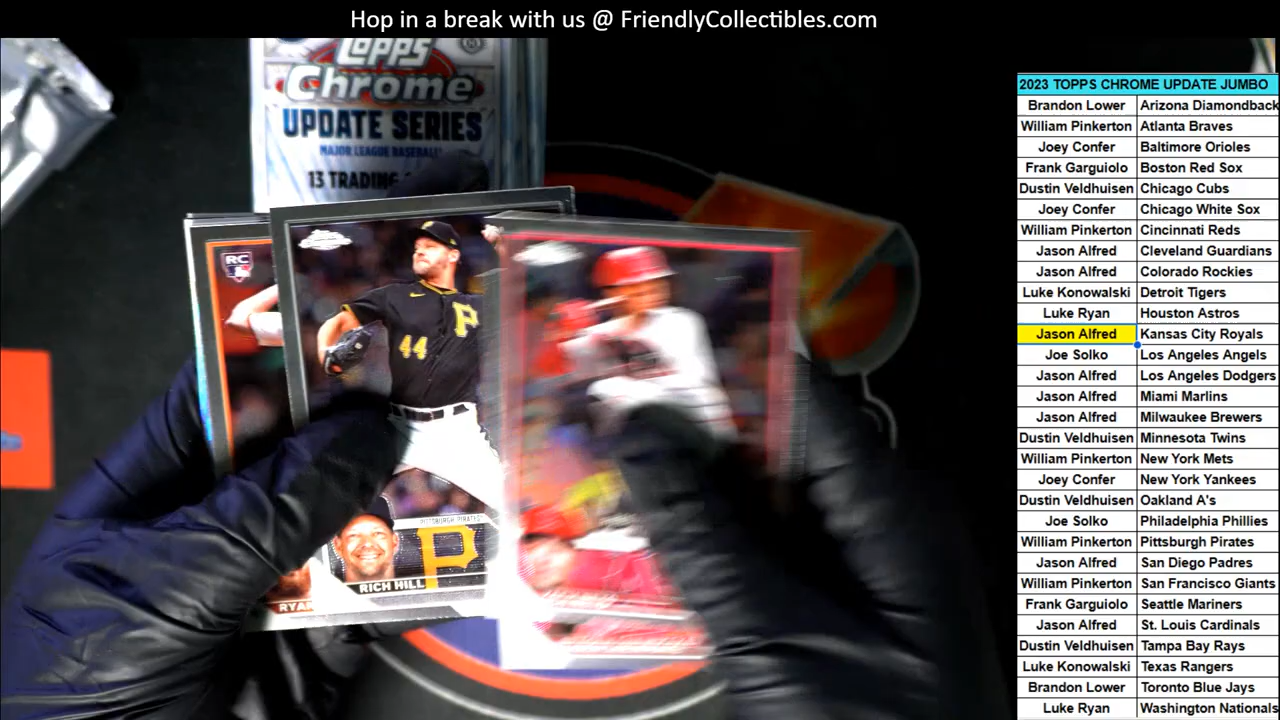 Hop in a break with us @ FriendlyCollectibles.com
Topps
Chrome
UPDATE SERIES
MAJOR LEAGUE BASEBALL
13 TRADING
RC
P
44
PITTSBURGH PIRATES
P
RICH HILL
RYAN
2023 TOPPS CHROME UPDATE JUMBO
Brandon Lower Arizona Diamondback
William Pinkerton Atlanta Braves
Joey Confer Baltimore Orioles
Frank Garguiolo Boston Red Sox
Dustin Veldhuisen Chicago Cubs
Joey Confer Chicago White Sox
William Pinkerton Cincinnati Reds
Jason Alfred Cleveland Guardians
Jason Alfred Colorado Rockies
Luke Konowalski Detroit Tigers
Luke Ryan Houston Astros
Jason Alfred Kansas City Royals
Joe Solko Los Angeles Angels
Jason Alfred Los Angeles Dodgers
Jason Alfred Miami Marlins
Jason Alfred Milwaukee Brewers
Dustin Veldhuisen Minnesota Twins
William Pinkerton New York Mets
Joey Confer New York Yankees
Dustin Veldhuisen Oakland A's
Joe Solko Philadelphia Phillies
William Pinkerton Pittsburgh Pirates
Jason Alfred San Diego Padres
William Pinkerton San Francisco Giants
Frank Garguiolo Seattle Mariners
Jason Alfred St. Louis Cardinals
Dustin Veldhuisen Tampa Bay Rays
Luke Konowalski Texas Rangers
Brandon Lower Toronto Blue Jays
Luke Ryan Washington Nationals